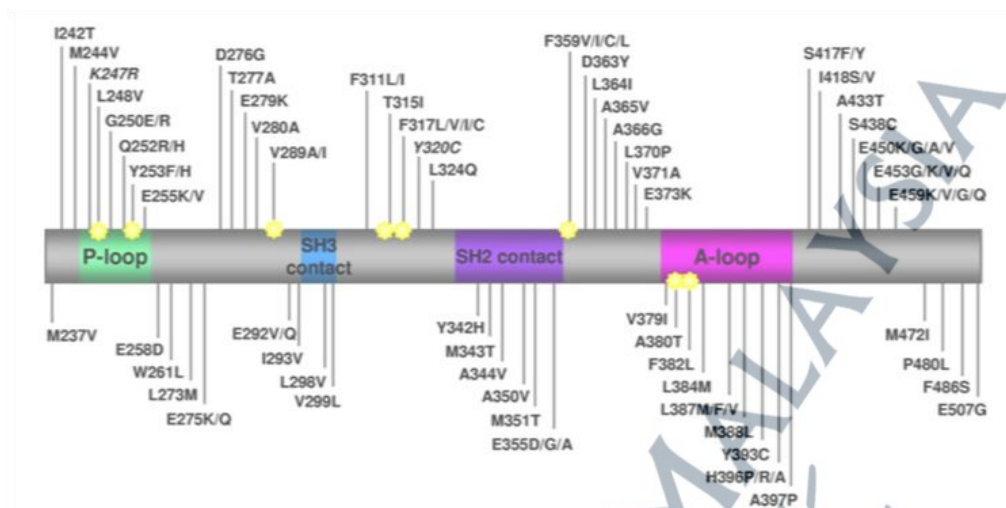 I242T
M244V
K247R
L248V
G250E/R
Q252R/H
Y253F/H
E255K/V
D276G
T277A
E279K
V280A
V289A/I
F311L/I
T315I
F317L/V/I/C
Y320C
L324Q
F359V/I/C/L
D363Y
L364I
A365V
A366G
L370P
V371A
E373K
S417F/Y
I418S/V
A433T
S438C
E450K/G/A/V
E453G/K/V/Q
E459K/V/G/Q
P-loop
SH3
contact
SH2 contact
A-loop
M237V
E258D
W261L
L273M
E275K/Q
E292V/Q
I293V
L298V
V299L
Y342H
M343T
A344V
A350V
M351T
E355D/G/A
V379I
A380T
F382L
L384M
L387M/F/V
M388L
Y393C
H396P/R/A
A397P
M472I
P480L
F486S
E507G
MALAYSIA